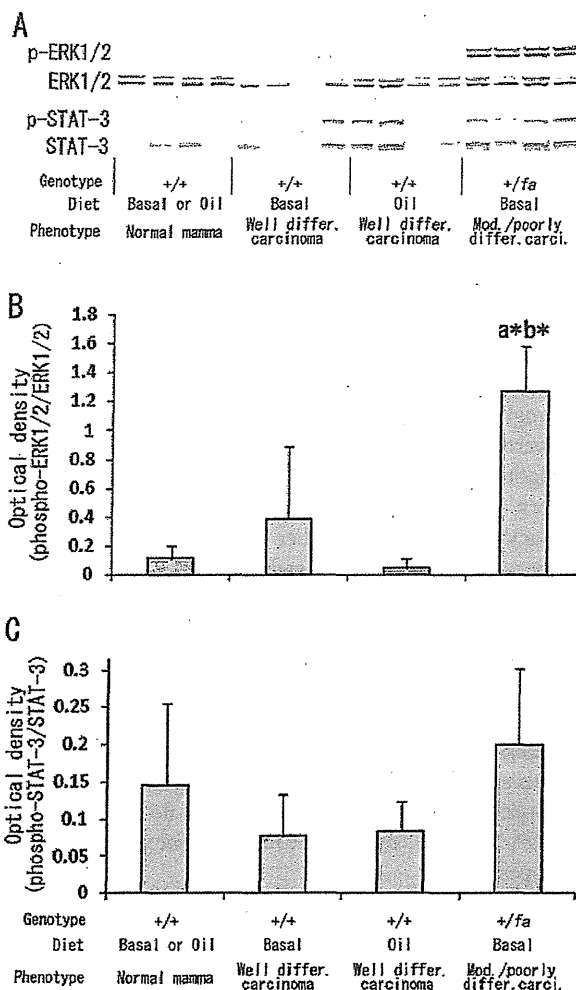 A
p-ERK1/2
ERK1/2
p-STAT-3
STAT-3
Genotype +/+ +/+ +/+ +/fa
Diet Basal or Oil Basal Oil Basal
Phenotype Normal mamma Well differ. carcinoma Well differ. carcinoma Mod./poorly differ.carci.
B
Optical density
(phospho-ERK1/2/ERK1/2)
1.8
1.6
1.4
1.2
1
0.8
0.6
0.4
0.2
0
a*b*
C
Optical density
(phospho-STAT-3/STAT-3)
0.3
0.25
0.2
0.15
0.1
0.05
0
Genotype +/+ +/+ +/+ +/fa
Diet Basal or Oil Basal Oil Basal
Phenotype Normal mamma Well differ. carcinoma Well differ. carcinoma Mod./poorly differ.carci.